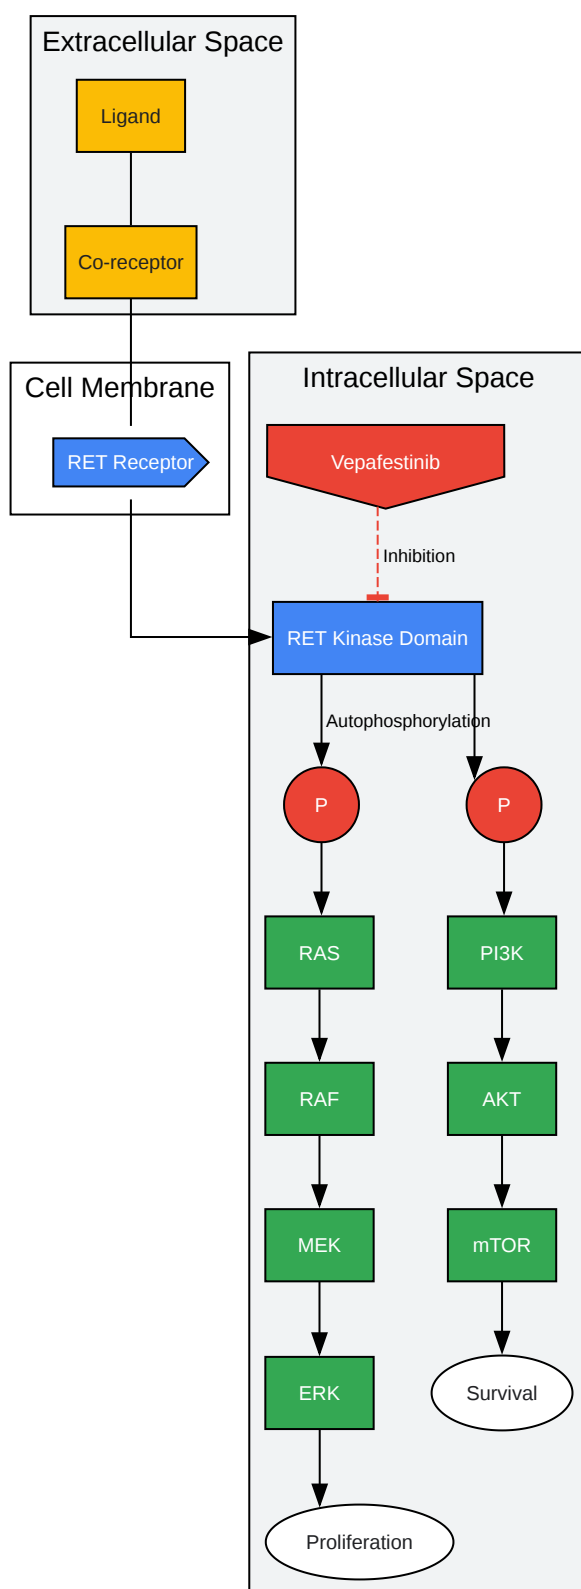 Extracellular Space
Ligand
Co-receptor
Cell Membrane
RET Receptor
Intracellular Space
Vepafestinib
Inhibition
RET Kinase Domain
Autophosphorylation
P
P
RAS
PI3K
RAF
AKT
MEK
mTOR
ERK
Survival
Proliferation